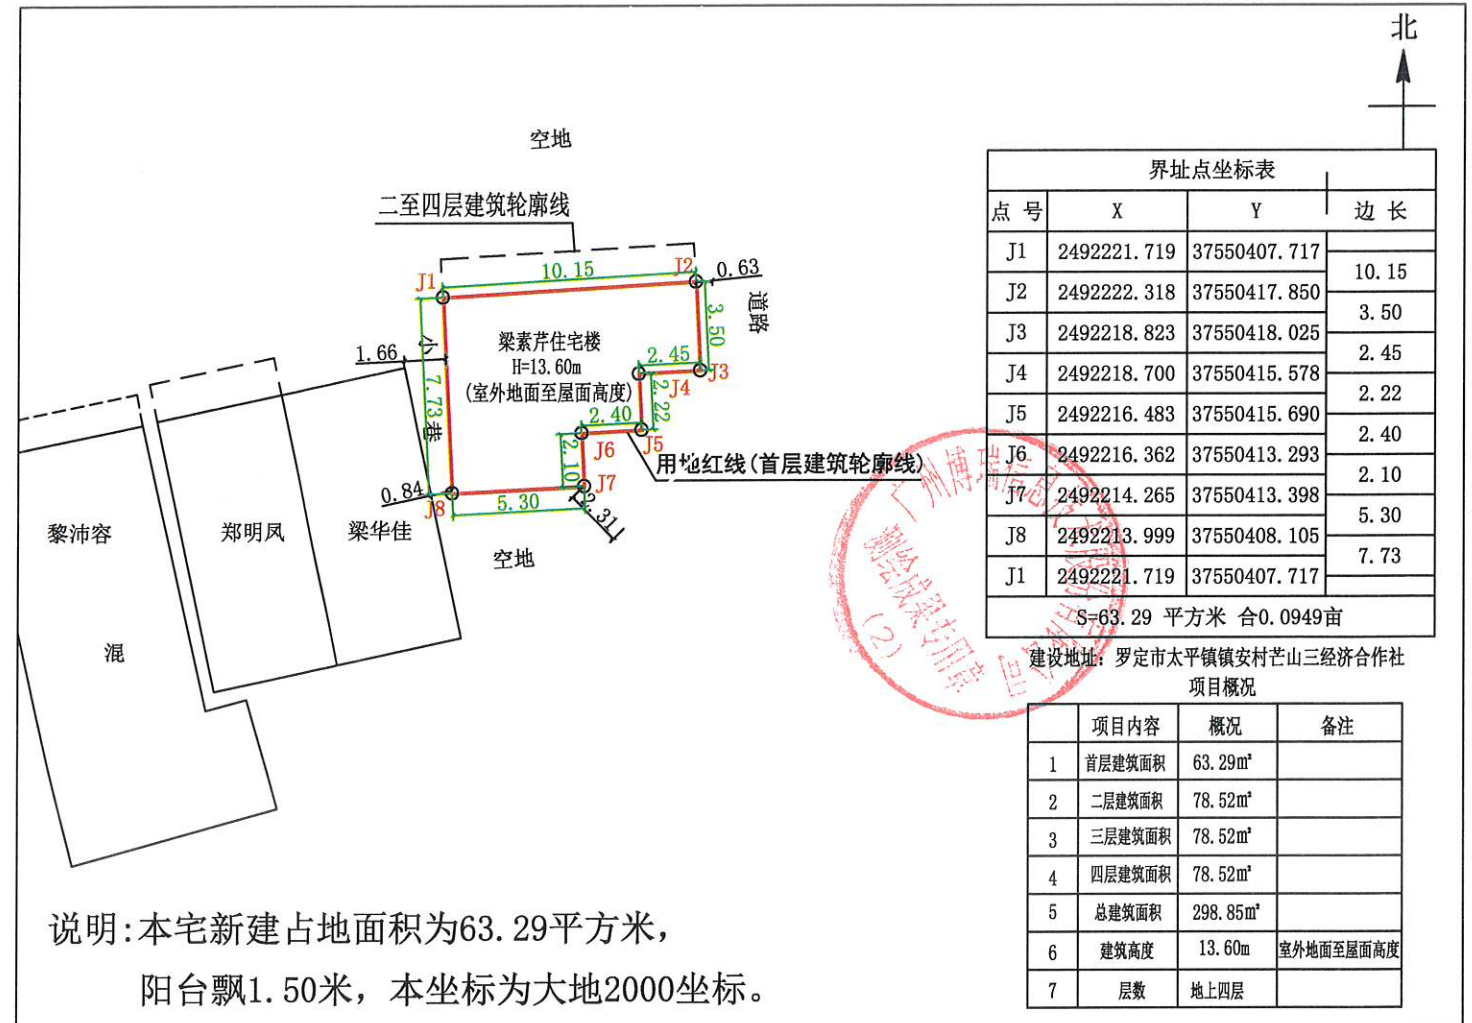 北
空地
二至四层建筑轮廓线
J1
10.15
J2
0.63
道路
3.50
小
巷
1.66
7.73
梁素芹住宅楼
H=13.60m
(室外地面至屋面高度)
2.45
J3
J4
2.22
2.40
J5
J6
用地红线(首层建筑轮廓线)
2.10
J7
0.84
J8
5.30
2.31
空地
黎沛容
郑明凤
梁华佳
混
界址点坐标表
点 号 X Y 边 长
J1 2492221.719 37550407.717
10.15
J2 2492222.318 37550417.850
3.50
J3 2492218.823 37550418.025
2.45
J4 2492218.700 37550415.578
2.22
J5 2492216.483 37550415.690
2.40
J6 2492216.362 37550413.293
2.10
J7 2492214.265 37550413.398
5.30
J8 2492213.999 37550408.105
7.73
J1 2492221.719 37550407.717
S=63.29 平方米 合0.0949亩
广州博瑞信息技术
测绘成果专用章
(2)
建设地址: 罗定市太平镇镇安村芒山三经济合作社
项目概况
项目内容 概况 备注
1 首层建筑面积 63.29m²
2 二层建筑面积 78.52m²
3 三层建筑面积 78.52m²
4 四层建筑面积 78.52m²
5 总建筑面积 298.85m²
6 建筑高度 13.60m 室外地面至屋面高度
7 层数 地上四层
说明:本宅新建占地面积为63.29平方米,
阳台飘1.50米, 本坐标为大地2000坐标。